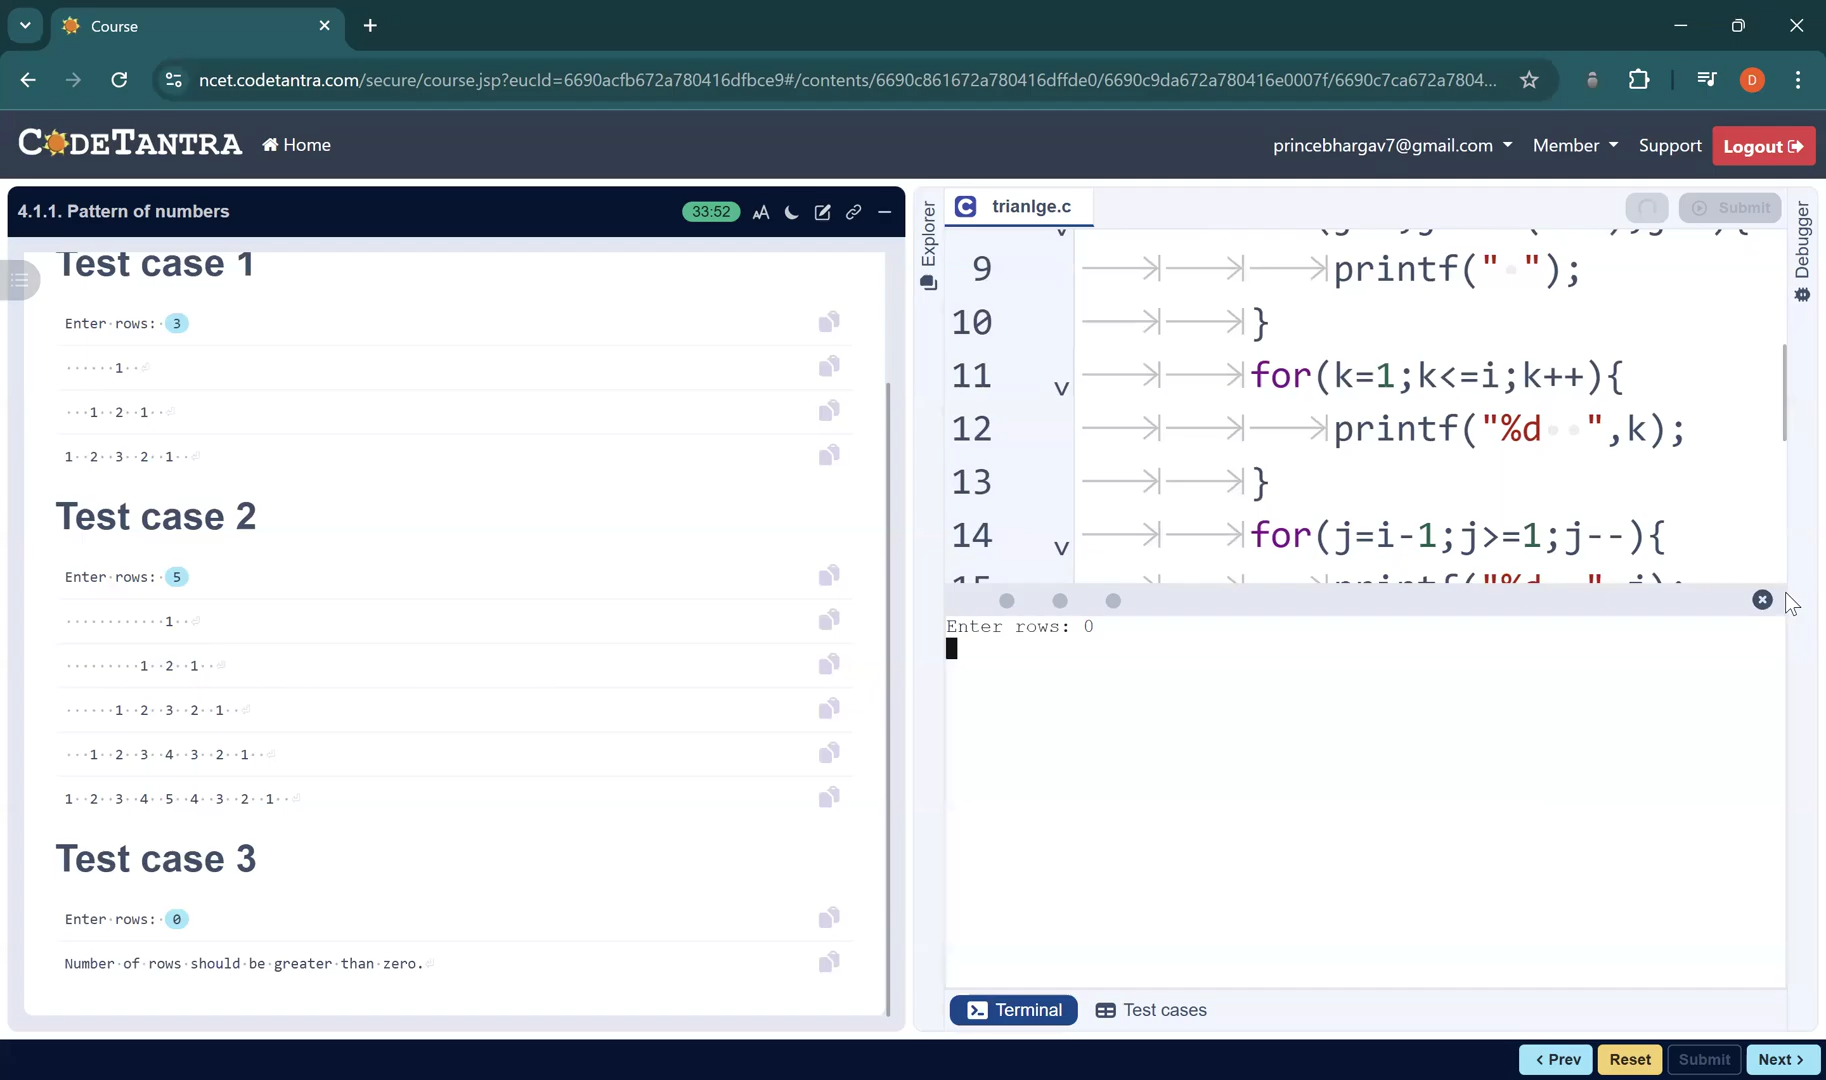 Course
ncet.codetantra.com/secure/course.jsp?eucId=6690acfb672a780416dfbce9#/contents/6690c861672a780416dffde0/6690c9da672a780416e0007f/6690c7ca672a7804...
D
CODETANTRA
Home
princebhargav7@gmail.com
Member
Support
Logout
4.1.1. Pattern of numbers
33:52
AA
Test case 1
Enter·rows:·3
······1··
···1··2··1··
1··2··3··2··1··
Test case 2
Enter·rows:·5
············1··
·········1··2··1··
······1··2··3··2··1··
···1··2··3··4··3··2··1··
1··2··3··4··5··4··3··2··1··
Test case 3
Enter·rows:·0
Number·of·rows·should·be·greater·than·zero.
Explorer
trianlge.c
Submit
Debugger
9 printf("·");
10 }
11 for(k=1;k<=i;k++){
12 printf("%d··",k);
13 }
14 for(j=i-1;j>=1;j--){
Enter rows: 0
Terminal
Test cases
< Prev
Reset
Submit
Next >